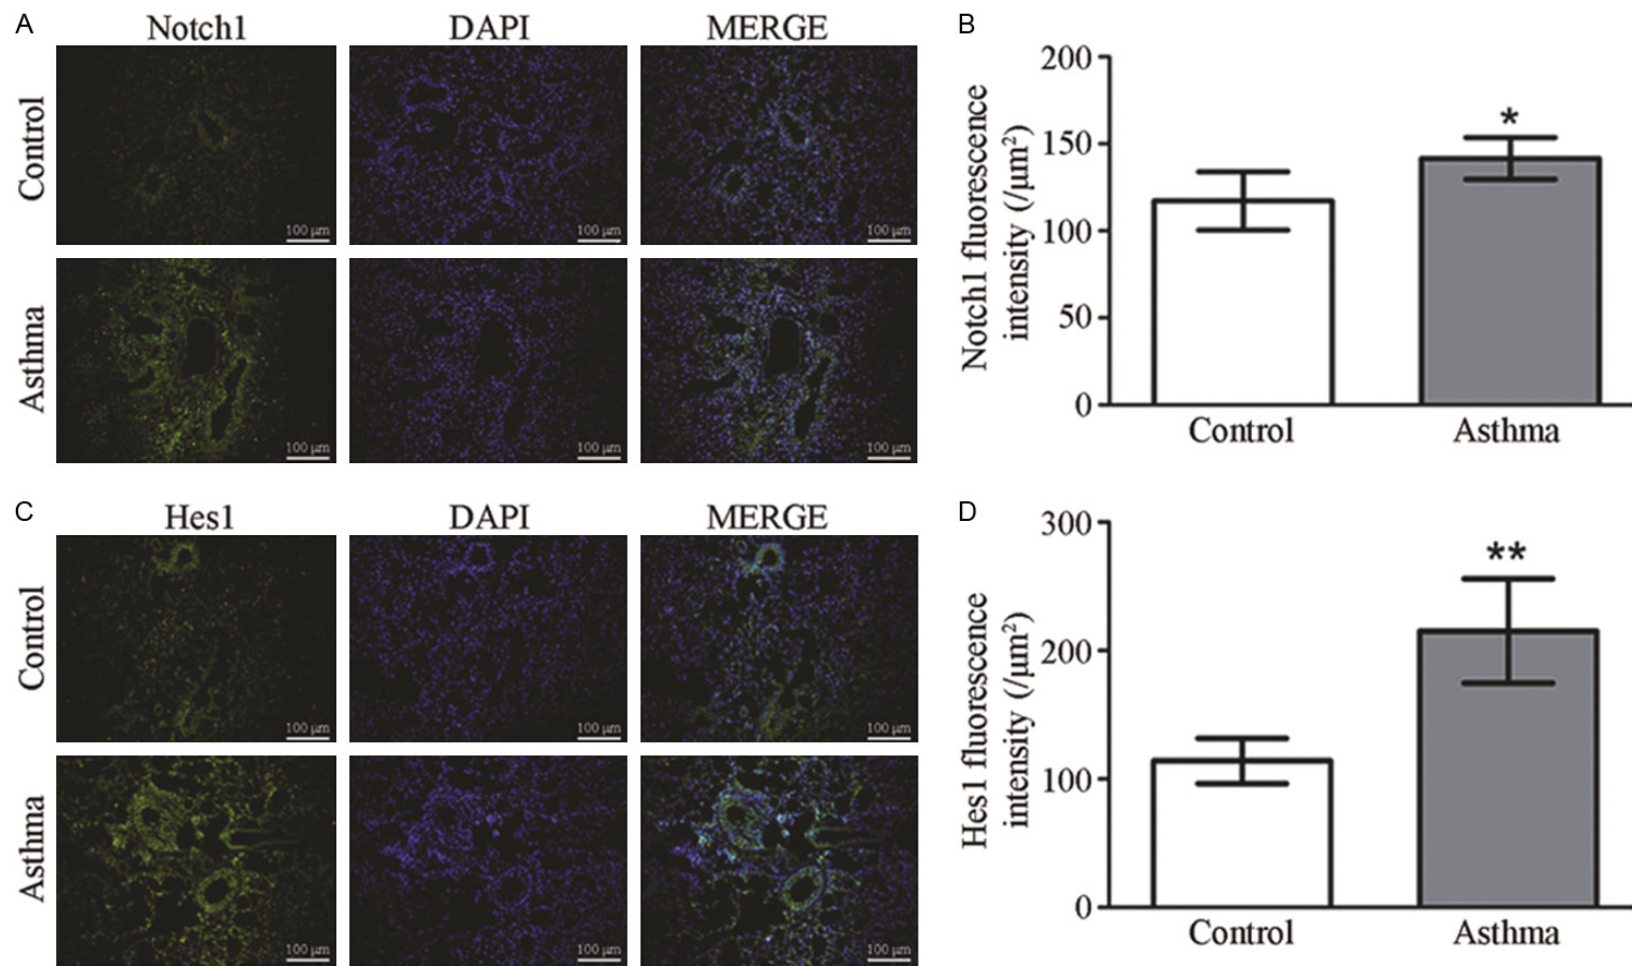 A
Notch1 DAPI MERGE
Control
100 μm 100 μm 100 μm
Asthma
100 μm 100 μm 100 μm
B
Notch1 fluorescence
intensity (/μm²)
200
150
100
50
0
*
Control Asthma
C
Hes1 DAPI MERGE
Control
100 μm 100 μm 100 μm
Asthma
100 μm 100 μm 100 μm
D
Hes1 fluorescence
intensity (/μm²)
300
200
100
0
**
Control Asthma